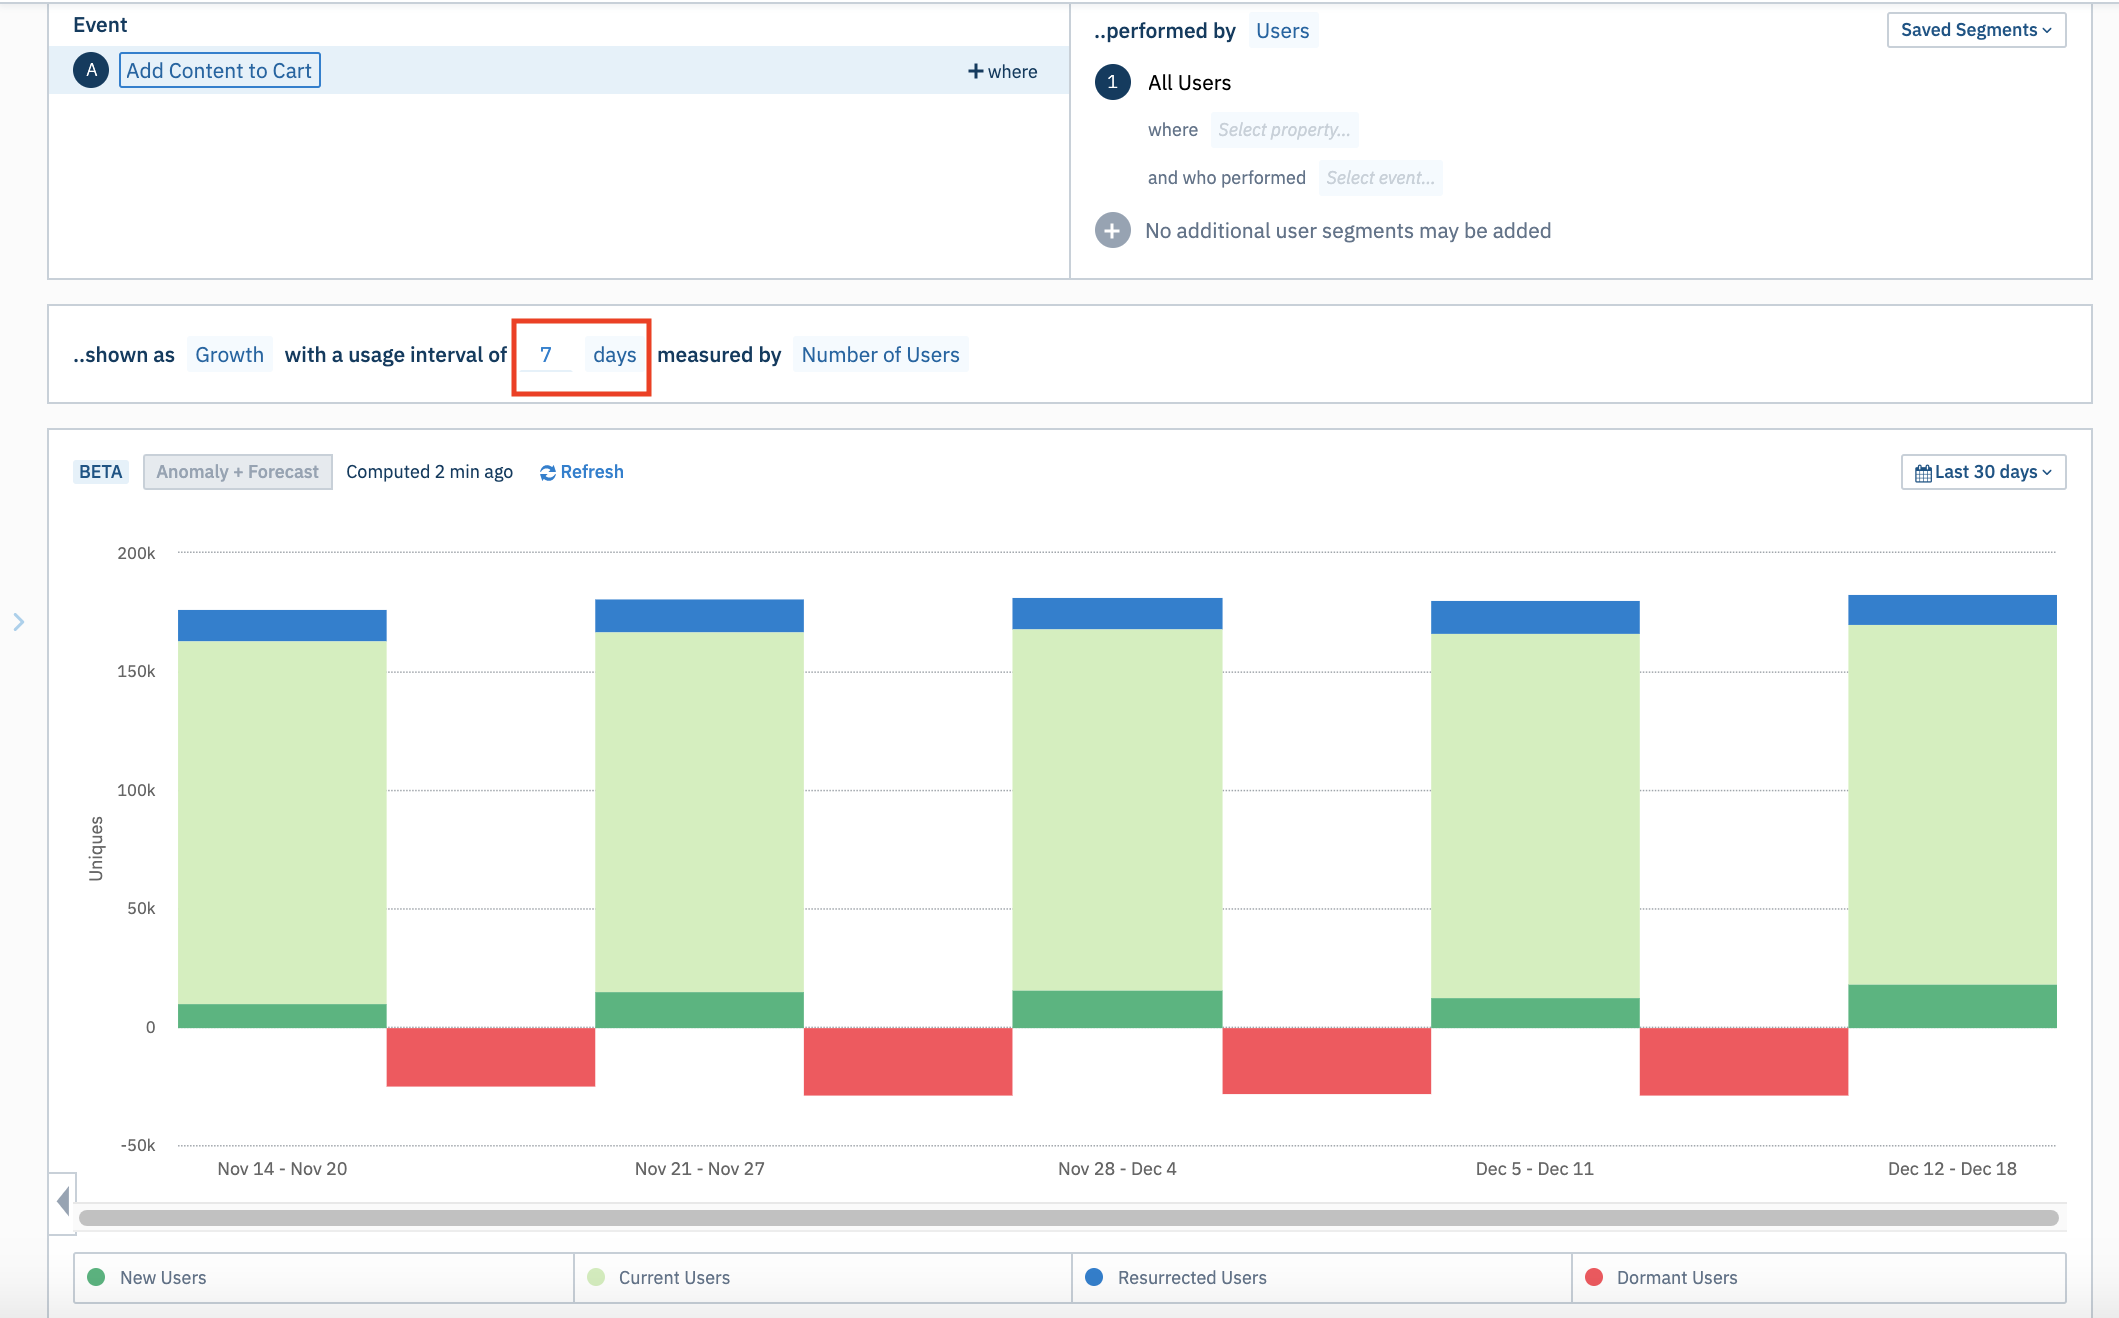 Event
A Add Content to Cart + where
..performed by Users
Saved Segments
1 All Users
where Select property...
and who performed Select event...
+ No additional user segments may be added
..shown as Growth with a usage interval of 7 days measured by Number of Users
BETA Anomaly + Forecast Computed 2 min ago Refresh
Last 30 days
200k
150k
100k
50k
0
-50k
Uniques
Nov 14 - Nov 20
Nov 21 - Nov 27
Nov 28 - Dec 4
Dec 5 - Dec 11
Dec 12 - Dec 18
New Users
Current Users
Resurrected Users
Dormant Users